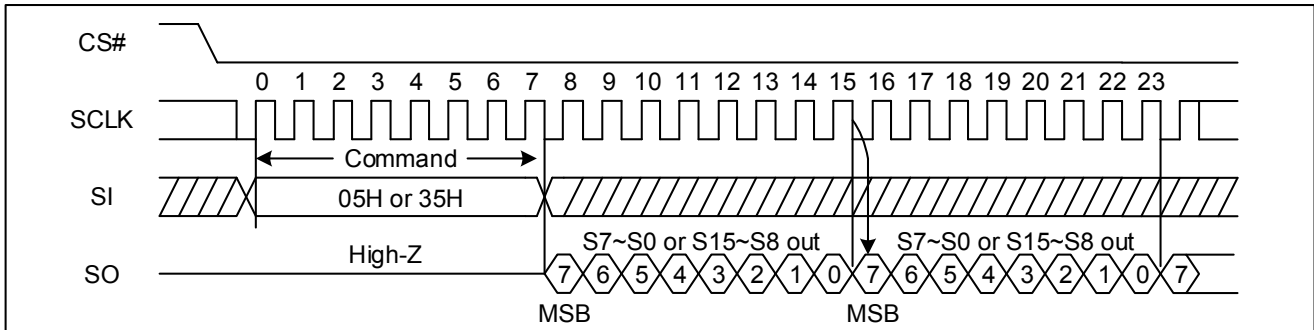 CS#
0 1 2 3 4 5 6 7 8 9 10 11 12 13 14 15 16 17 18 19 20 21 22 23
SCLK
Command
SI
05H or 35H
S7~S0 or S15~S8 out S7~S0 or S15~S8 out
High-Z
SO
7 6 5 4 3 2 1 0 7 6 5 4 3 2 1 0 7
MSB MSB